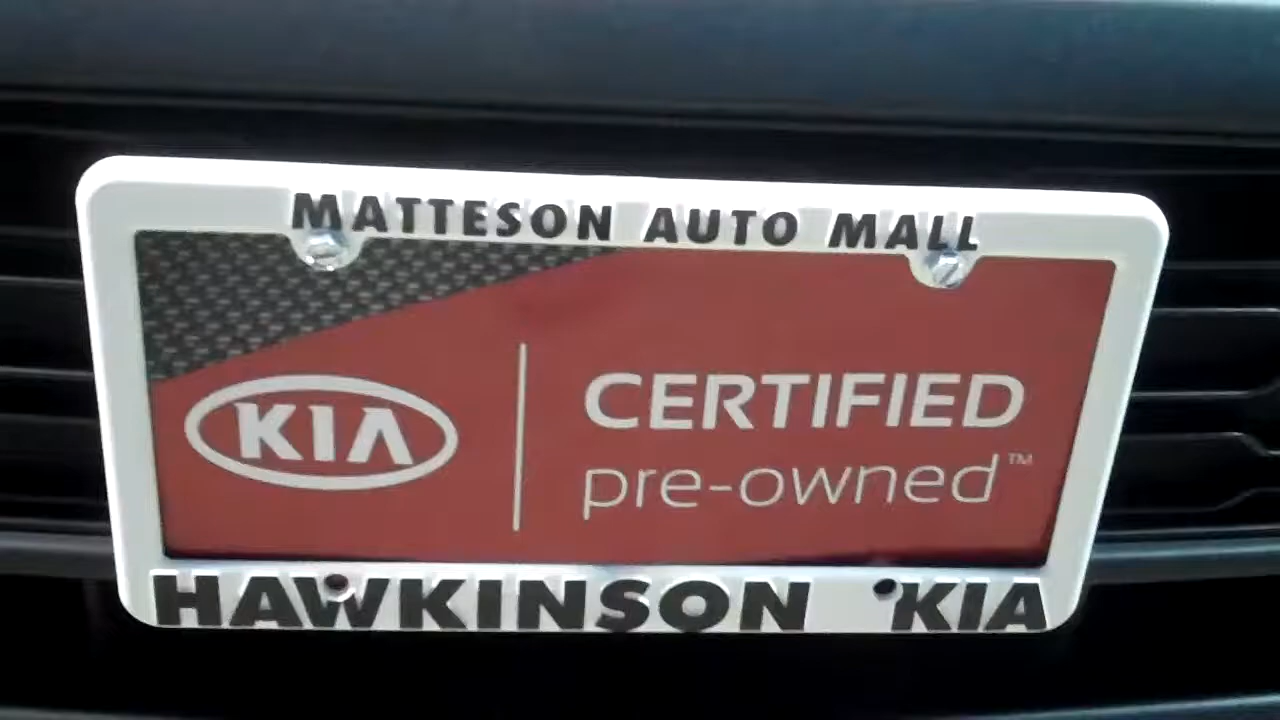 MATTESON AUTO MALL
KIA
CERTIFIED
pre-owned™
HAWKINSON KIA